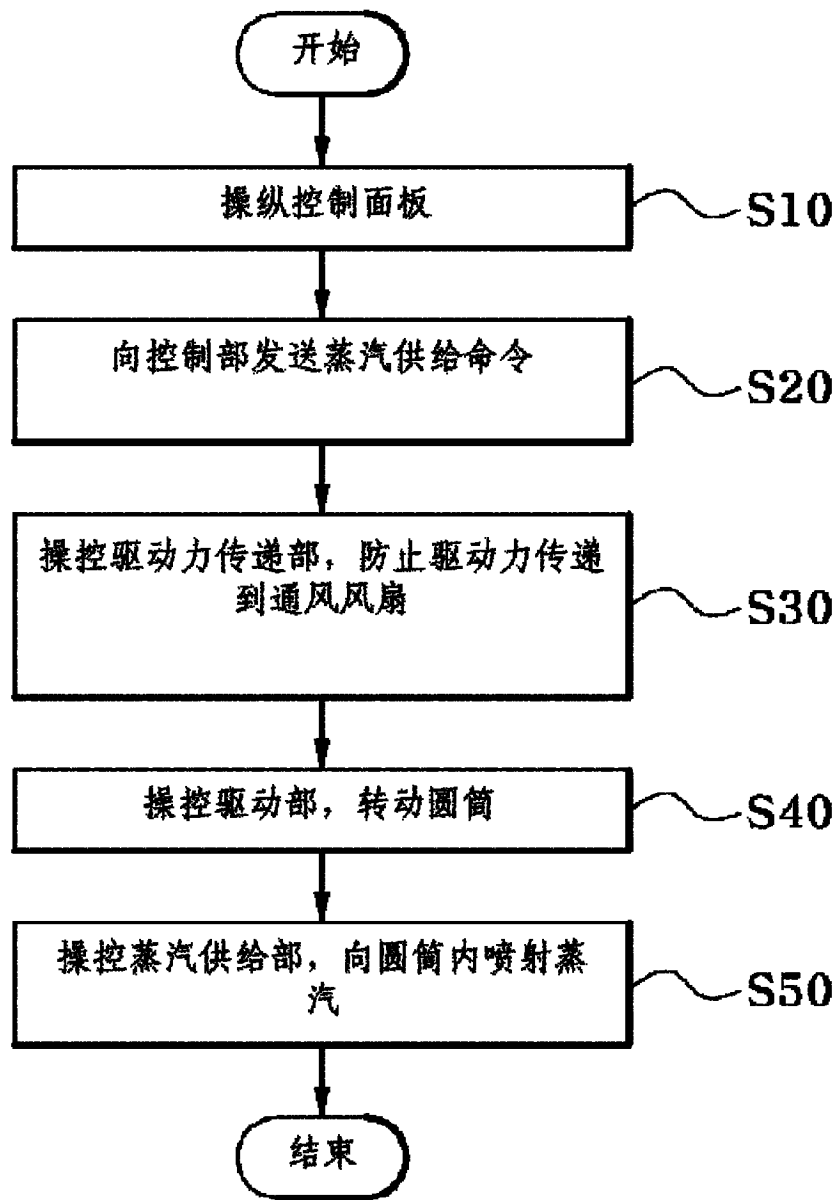 开始
操纵控制面板
S10
向控制部发送蒸汽供给命令
S20
操控驱动力传递部，防止驱动力传递
到通风风扇
S30
操控驱动部，转动圆筒
S40
操控蒸汽供给部，向圆筒内喷射蒸
汽
S50
结束